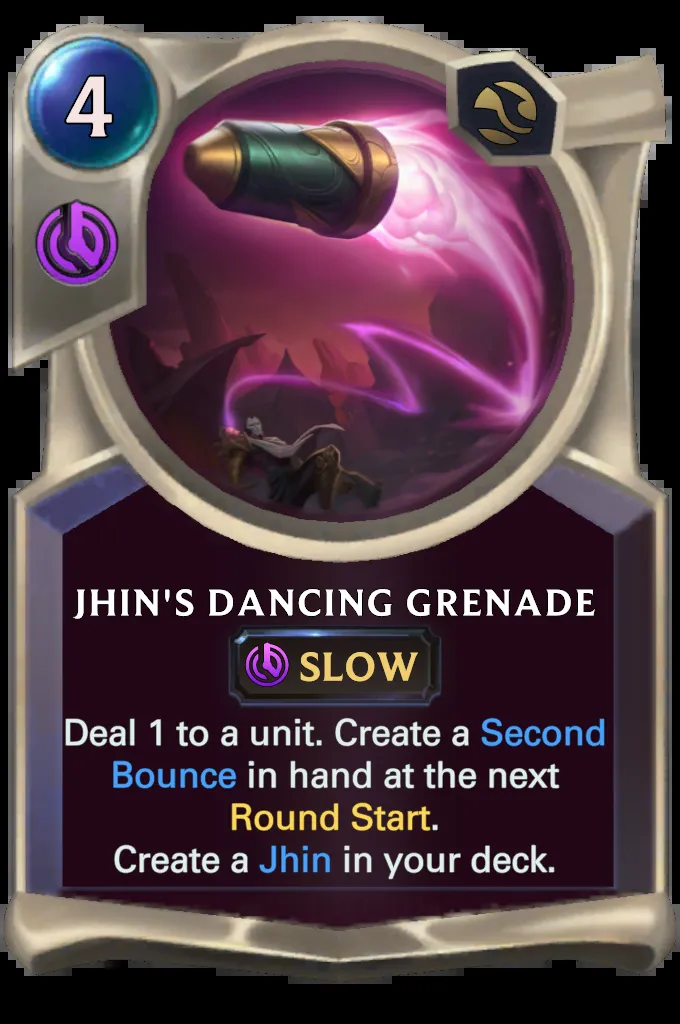 4
JHIN'S DANCING GRENADE
SLOW
Deal 1 to a unit. Create a Second
Bounce in hand at the next
Round Start.
Create a Jhin in your deck.